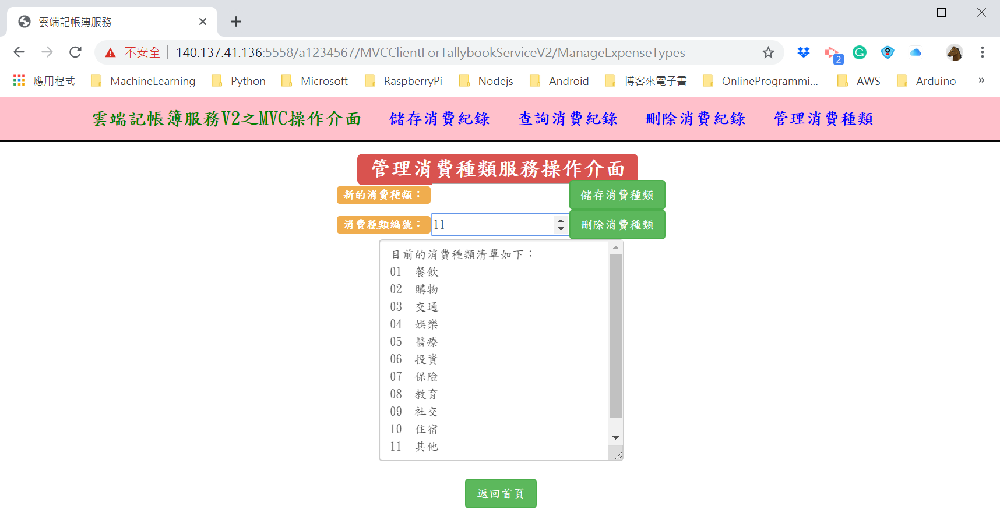 雲端記帳簿服務
不安全 | 140.137.41.136:5558/a1234567/MVCClientForTallybookServiceV2/ManageExpenseTypes
2
應用程式 MachineLearning Python Microsoft RaspberryPi Nodejs Android 博客來電子書 OnlineProgrammi... AWS Arduino »
雲端記帳簿服務V2之MVC操作介面 儲存消費紀錄 查詢消費紀錄 刪除消費紀錄 管理消費種類
管理消費種類服務操作介面
新的消費種類： 儲存消費種類
消費種類編號： 11 刪除消費種類
目前的消費種類清單如下：
01 餐飲
02 購物
03 交通
04 娛樂
05 醫療
06 投資
07 保險
08 教育
09 社交
10 住宿
11 其他
返回首頁